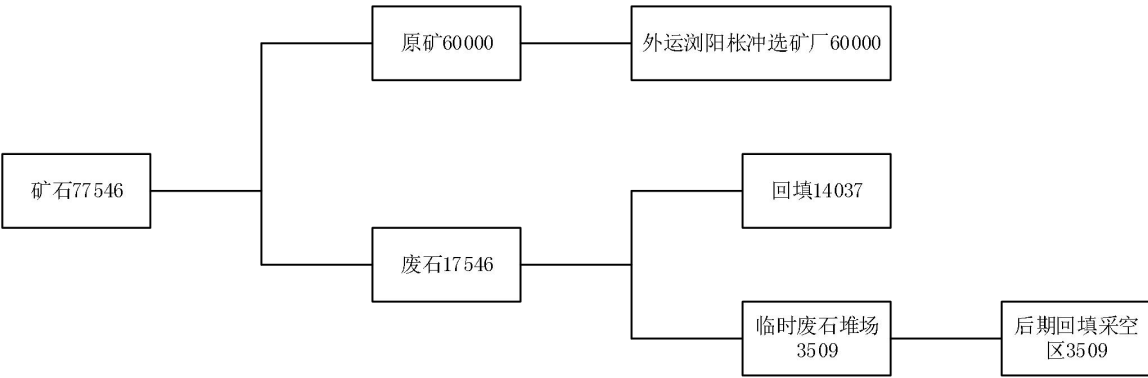 原矿60000
外运浏阳枨冲选矿厂60000
矿石77546
回填14037
废石17546
临时废石堆场
3509
后期回填采空
区3509